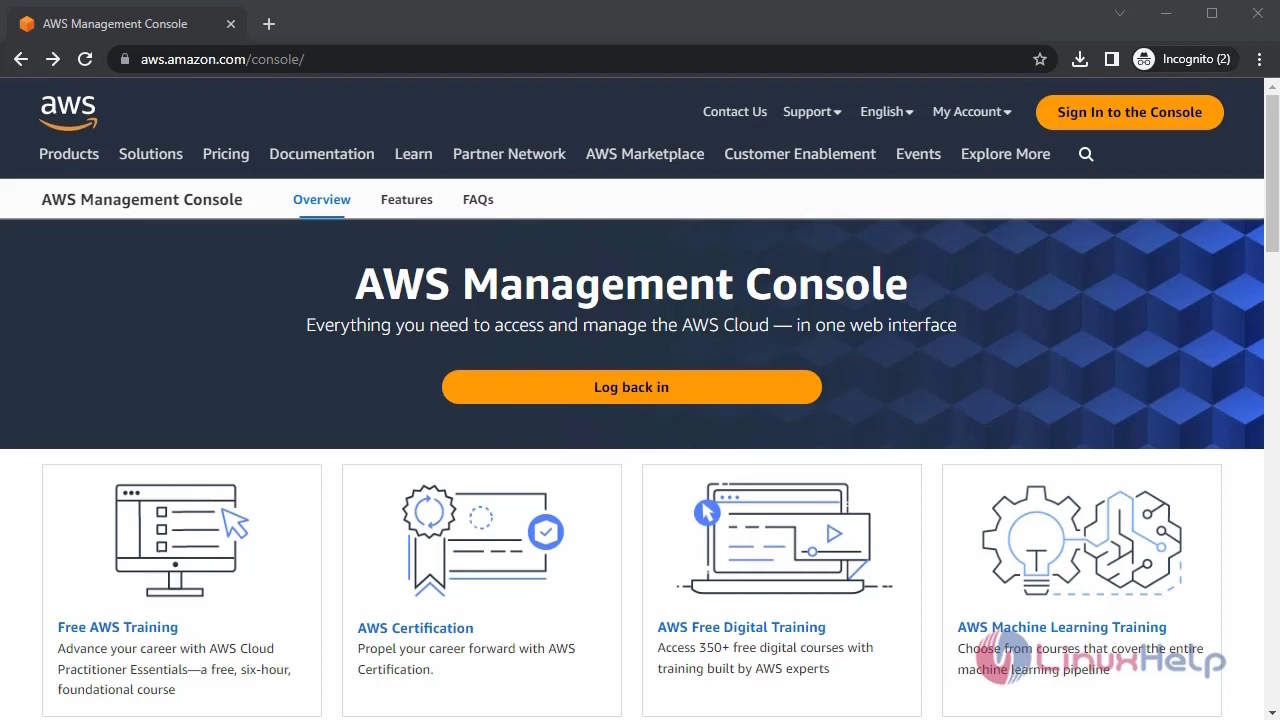 AWS Management Console
aws.amazon.com/console/
Incognito (2)
aws
Contact Us Support English My Account Sign In to the Console
Products Solutions Pricing Documentation Learn Partner Network AWS Marketplace Customer Enablement Events Explore More
AWS Management Console Overview Features FAQs
AWS Management Console
Everything you need to access and manage the AWS Cloud — in one web interface
Log back in
Free AWS Training
Advance your career with AWS Cloud
Practitioner Essentials—a free, six-hour,
foundational course
AWS Certification
Propel your career forward with AWS
Certification.
AWS Free Digital Training
Access 350+ free digital courses with
training built by AWS experts
AWS Machine Learning Training
Choose from courses that cover the entire
machine learning pipeline
LinuxHelp